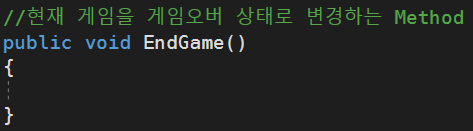 //현재 게임을 게임오버 상태로 변경하는 Method
public void EndGame()
{
}